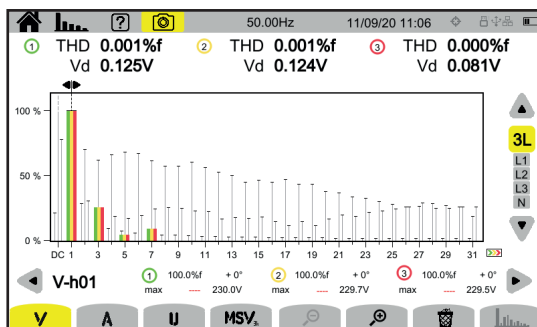 ? 50.00Hz 11/09/20 11:06
1 THD 0.001%f 2 THD 0.001%f 3 THD 0.000%f
Vd 0.125V Vd 0.124V Vd 0.081V
100 %
50 %
0 %
DC 1 3 5 7 9 11 13 15 17 19 21 23 25 27 29 31
3L
L1
L2
L3
N
V-h01 1 100.0%f + 0° 2 100.0%f + 0° 3 100.0%f + 0°
max ---- 230.0V max ---- 229.7V max ---- 229.5V
V A U MSV